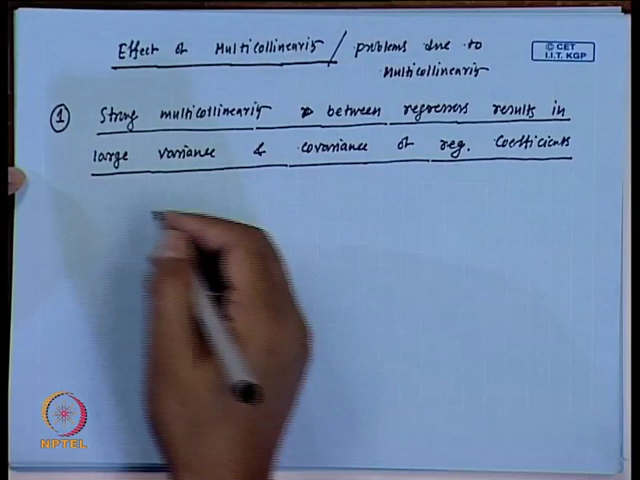 Effect of Multicollinearity / problems due to
Multicollinearity
© CET
I.I.T. KGP
1 Strong multicollinearity between regressors results in
large variance & covariance of reg. coefficients
NPTEL